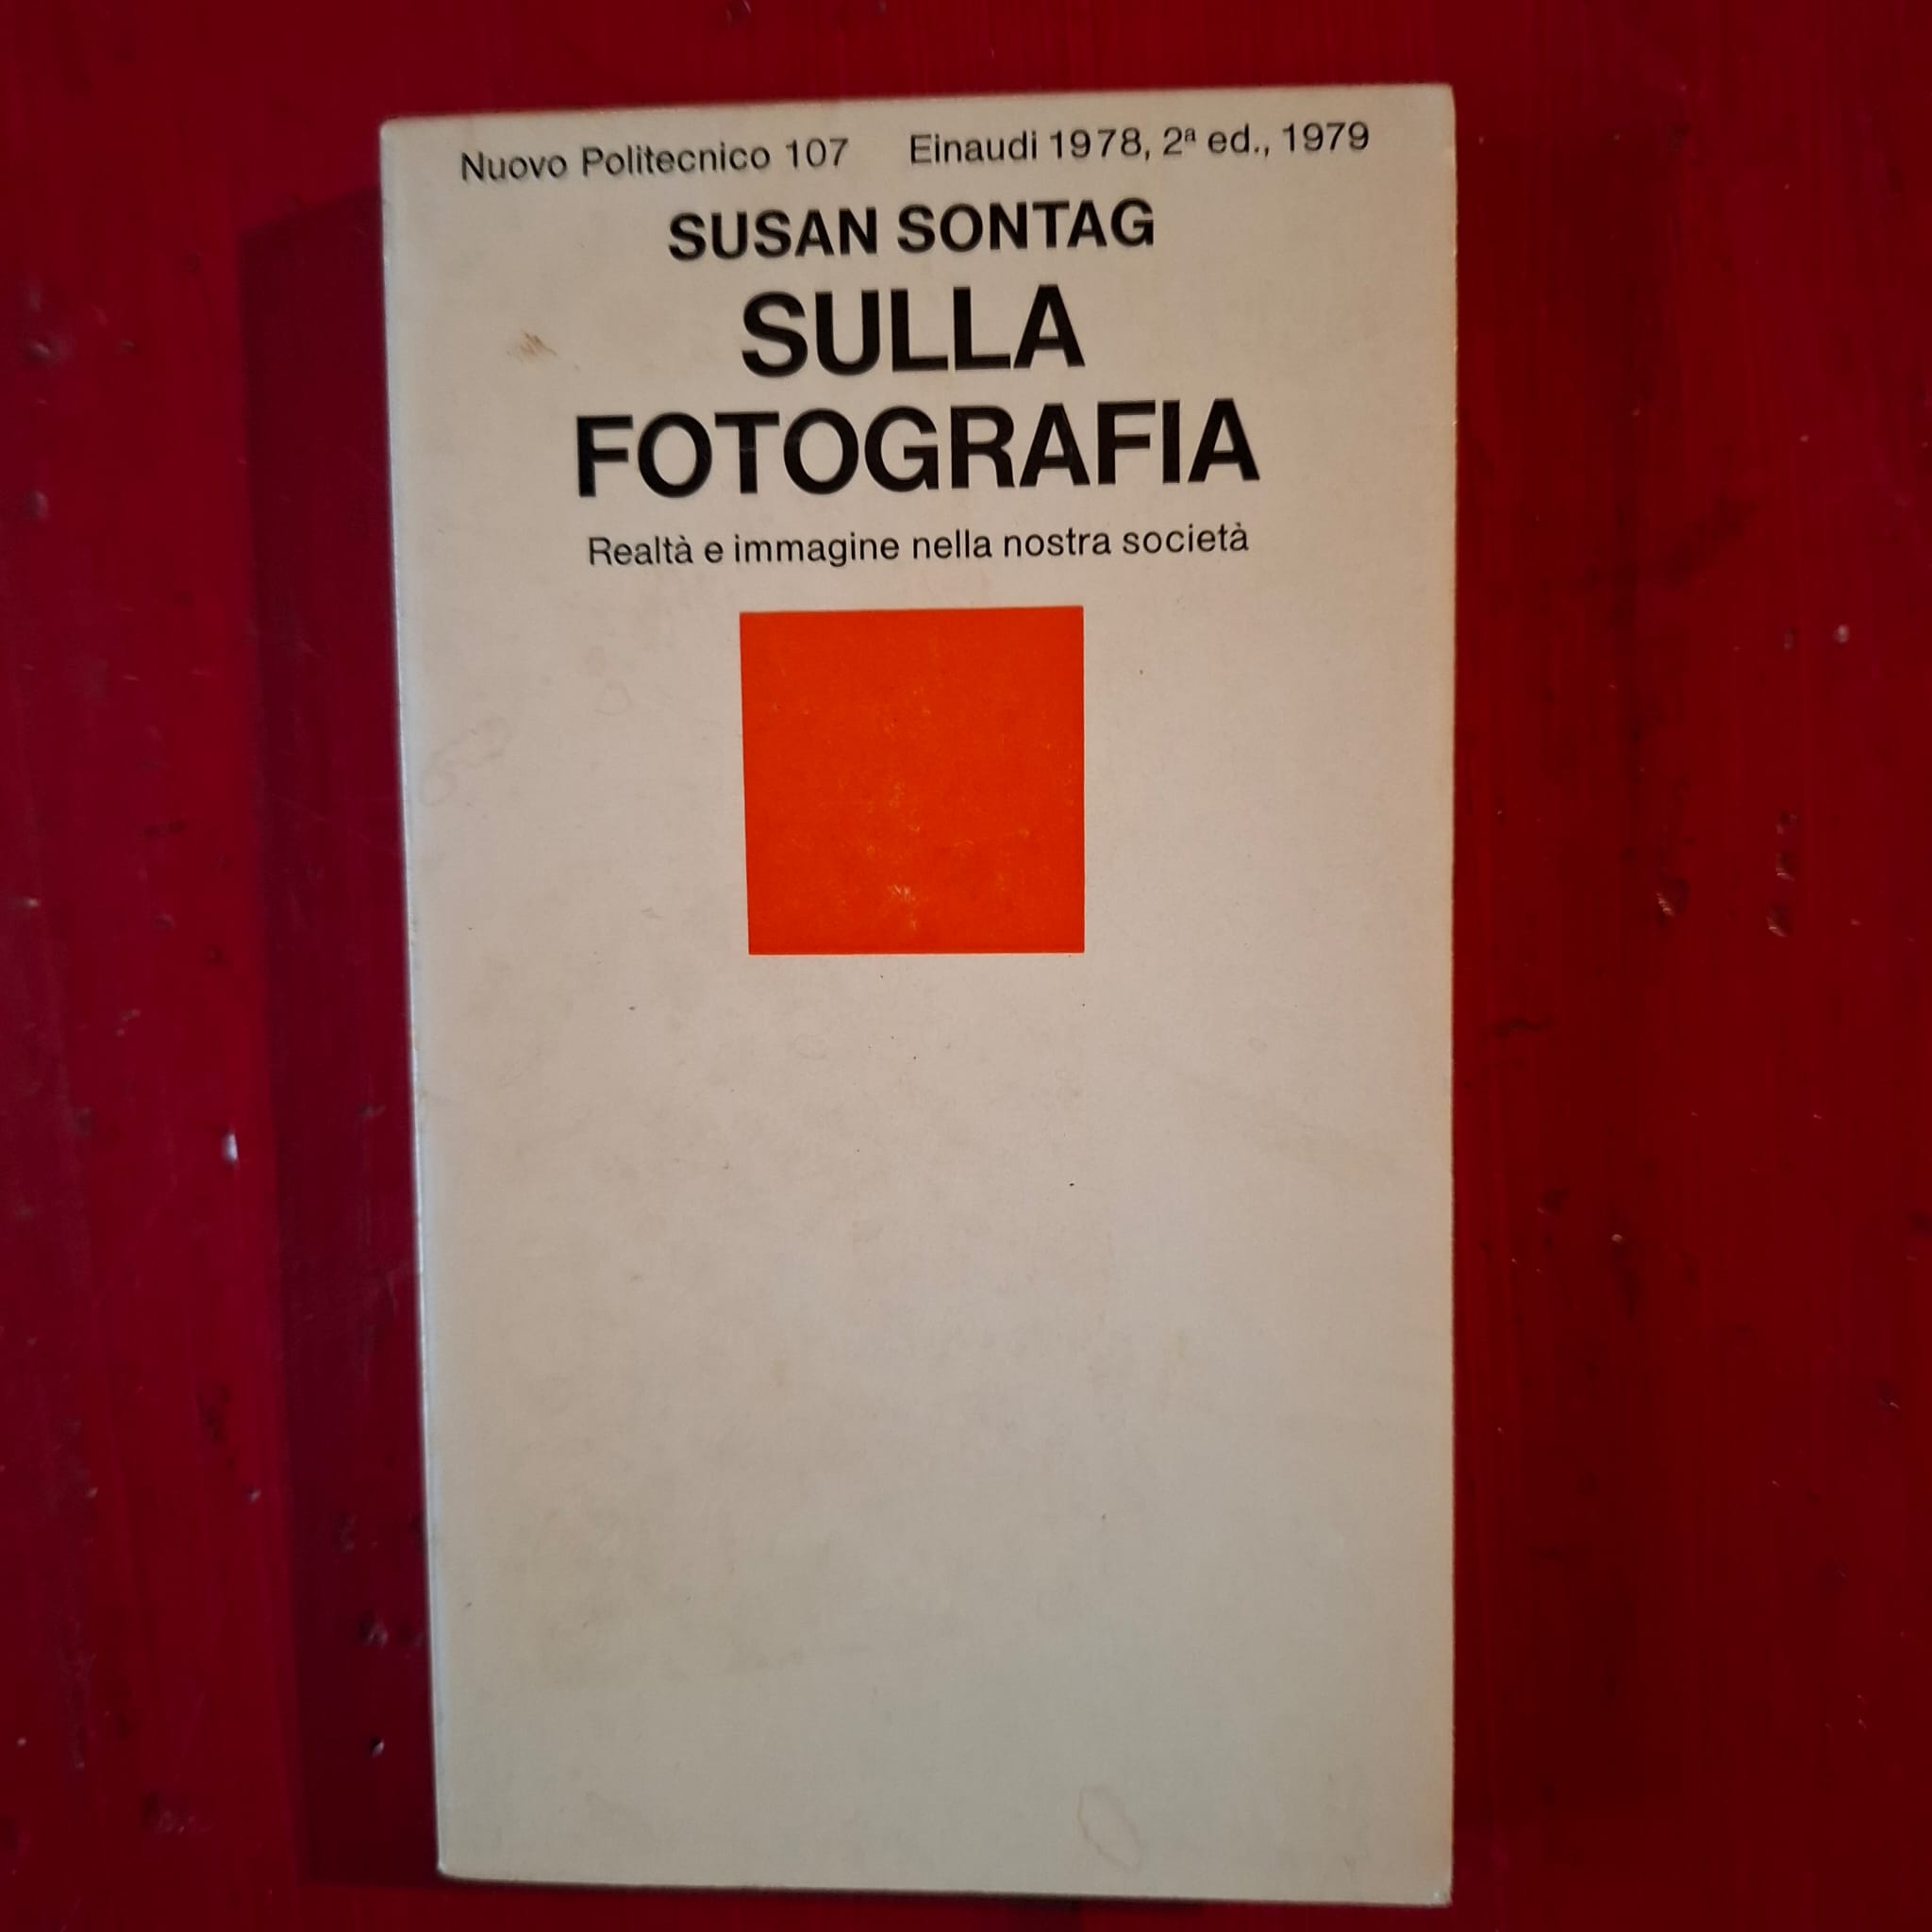 Nuovo Politecnico 107 Einaudi 1978, 2ª ed., 1979
SUSAN SONTAG
SULLA
FOTOGRAFIA
Realtà e immagine nella nostra società